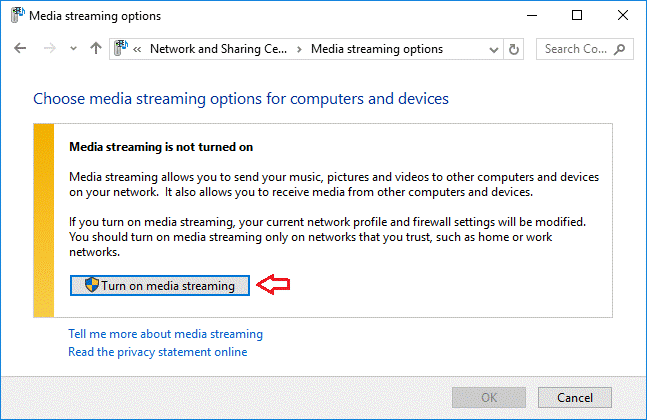 Media streaming options
« Network and Sharing Ce... › Media streaming options
Search Co...
Choose media streaming options for computers and devices
Media streaming is not turned on
Media streaming allows you to send your music, pictures and videos to other computers and devices
on your network. It also allows you to receive media from other computers and devices.
If you turn on media streaming, your current network profile and firewall settings will be modified.
You should turn on media streaming only on networks that you trust, such as home or work
networks.
Turn on media streaming
Tell me more about media streaming
Read the privacy statement online
OK
Cancel